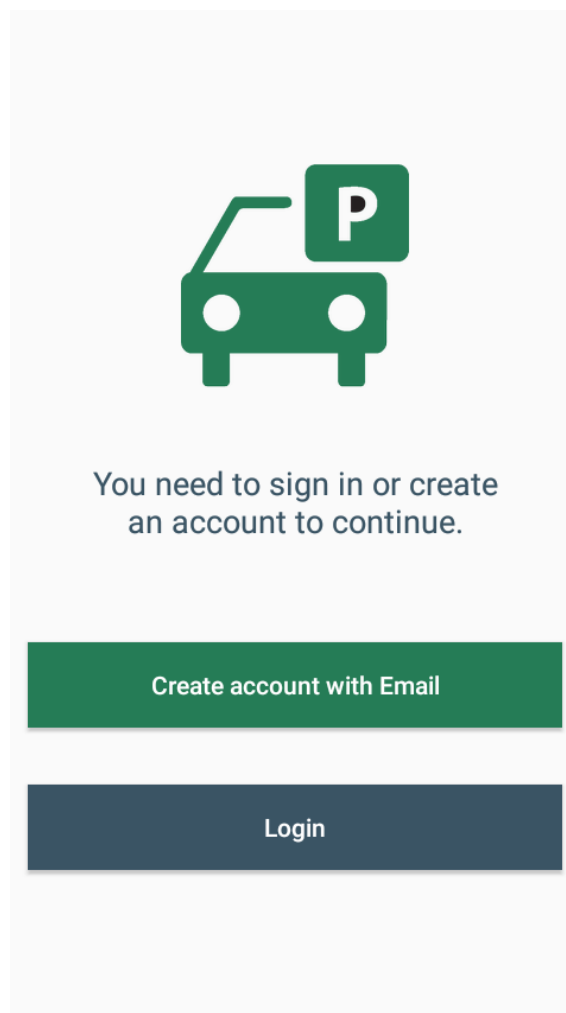 P
You need to sign in or create
an account to continue.
Create account with Email
Login